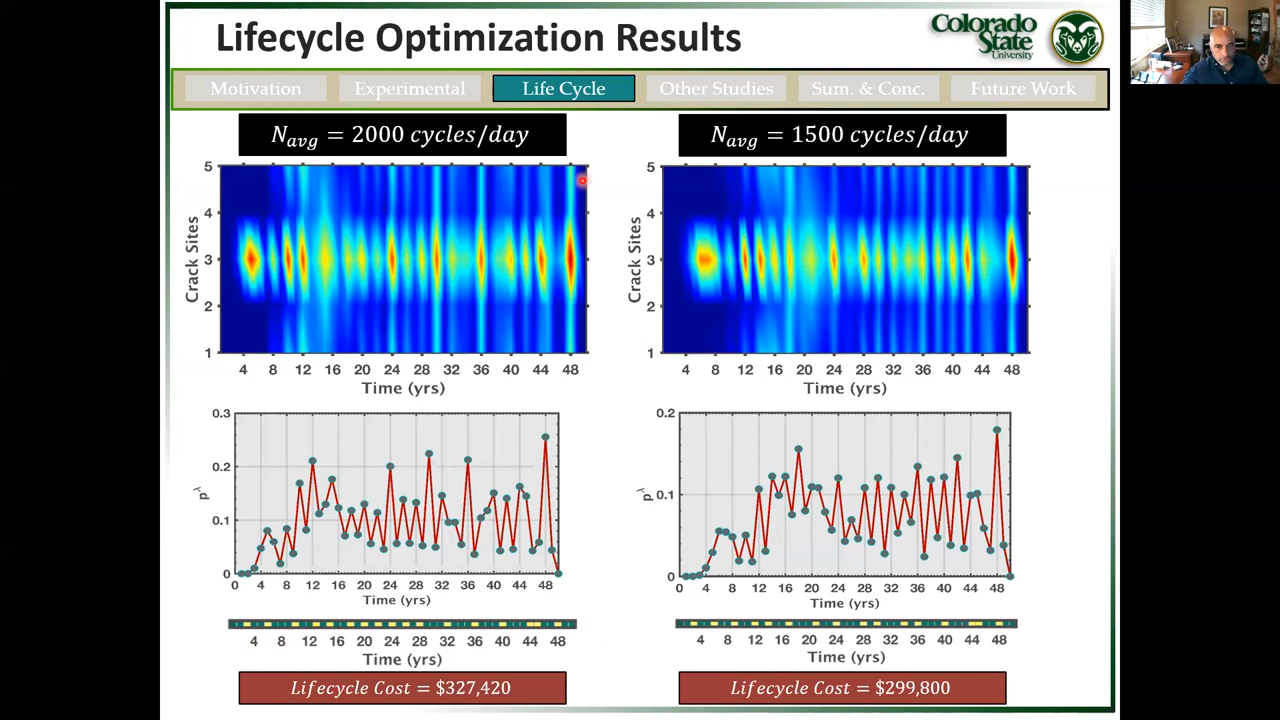 Lifecycle Optimization Results
Colorado
State
University
Motivation
Experimental
Life Cycle
Other Studies
Sum. & Conc.
Future Work
N_avg = 2000 cycles/day
5
4
3
2
1
Crack Sites
4 8 12 16 20 24 28 32 36 40 44 48
Time (yrs)
0.3
0.2
0.1
0
p^λ
0 4 8 12 16 20 24 28 32 36 40 44 48
Time (yrs)
4 8 12 16 20 24 28 32 36 40 44 48
Time (yrs)
Lifecycle Cost = $327,420
N_avg = 1500 cycles/day
5
4
3
2
1
Crack Sites
4 8 12 16 20 24 28 32 36 40 44 48
Time (yrs)
0.2
0.1
0
p^λ
0 4 8 12 16 20 24 28 32 36 40 44 48
Time (yrs)
4 8 12 16 20 24 28 32 36 40 44 48
Time (yrs)
Lifecycle Cost = $299,800